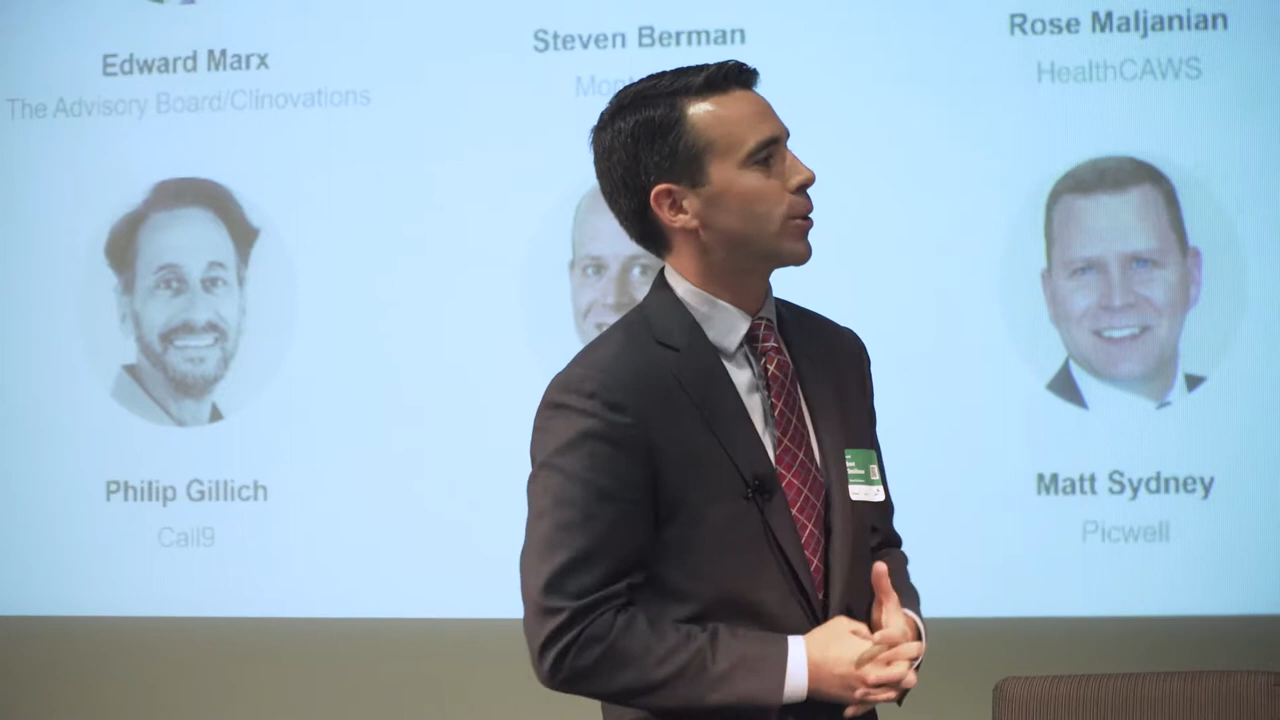 Edward Marx
The Advisory Board/Clinovations
Steven Berman
Rose Maljanian
HealthCAWS
Philip Gillich
Call9
Matt Sydney
Picwell